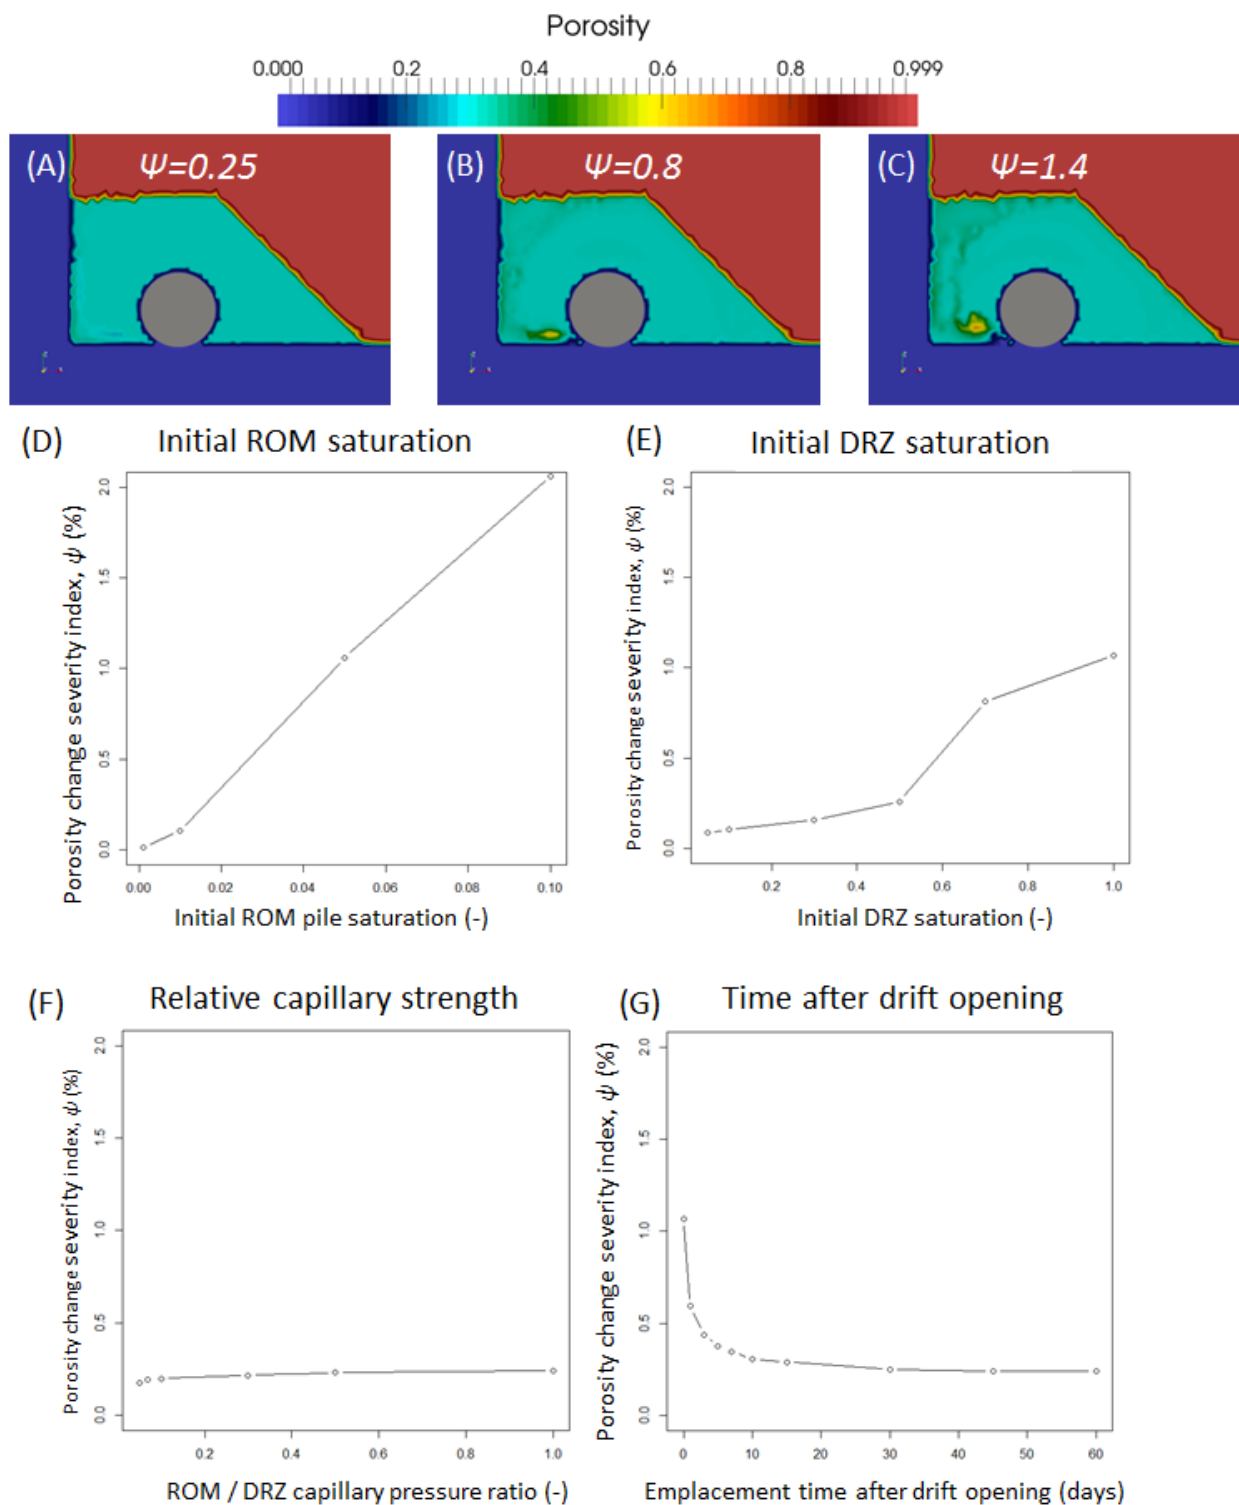 Porosity
0.000 0.2 0.4 0.6 0.8 0.999
(A) Ψ=0.25 (B) Ψ=0.8 (C) Ψ=1.4
(D) Initial ROM saturation
Porosity change severity index, ψ (%)
0.0 0.5 1.0 1.5 2.0
0.00 0.02 0.04 0.06 0.08 0.10
Initial ROM pile saturation (-)
(E) Initial DRZ saturation
Porosity change severity index, ψ (%)
0.0 0.5 1.0 1.5 2.0
0.2 0.4 0.6 0.8 1.0
Initial DRZ saturation (-)
(F) Relative capillary strength
Porosity change severity index, ψ (%)
0.0 0.5 1.0 1.5 2.0
0.2 0.4 0.6 0.8 1.0
ROM / DRZ capillary pressure ratio (-)
(G) Time after drift opening
Porosity change severity index, ψ (%)
0.0 0.5 1.0 1.5 2.0
0 10 20 30 40 50 60
Emplacement time after drift opening (days)